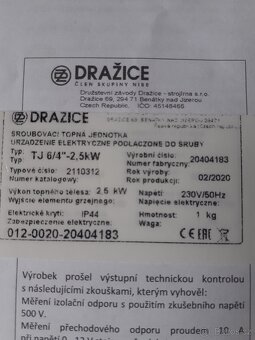 DRAŽICE
ČLEN SKUPINY NIBE
Družstevní závody Dražice - strojírna s.r.o.
Dražice 69, 294 71 Benátky nad Jizerou
Czech Republic, IČO: 45148465
DRAŽICE
ŠROUBOVACÍ TOPNÁ JEDNOTKA
URZĄDZENIE ELEKTRYCZNE PODŁĄCZONE DO ŚRUBY
Typ: TJ 6/4"-2,5kW Výrobní číslo: 20404183
Typ: Numer fabryczny:
Typové číslo: 2110312 Rok výroby: 02/2020
Numer katalogowy: Rok produkcji:
Výkon topného tělesa: 2.5 kW Napětí: 230V/50Hz
Wyjście elementu grzejnego: Napięcie elektryczne:
Elektrické krytí: IP44 Hmotnost: 1 kg
012-0020-20404183 CE EAC
Výrobek prošel výstupní technickou kontrolou
s následujícími zkouškami, kterým vyhověl:
Měření izolační odporu s použitím zkušebního napětí
500 V.
Měření přechodového odporu proudem 10 A